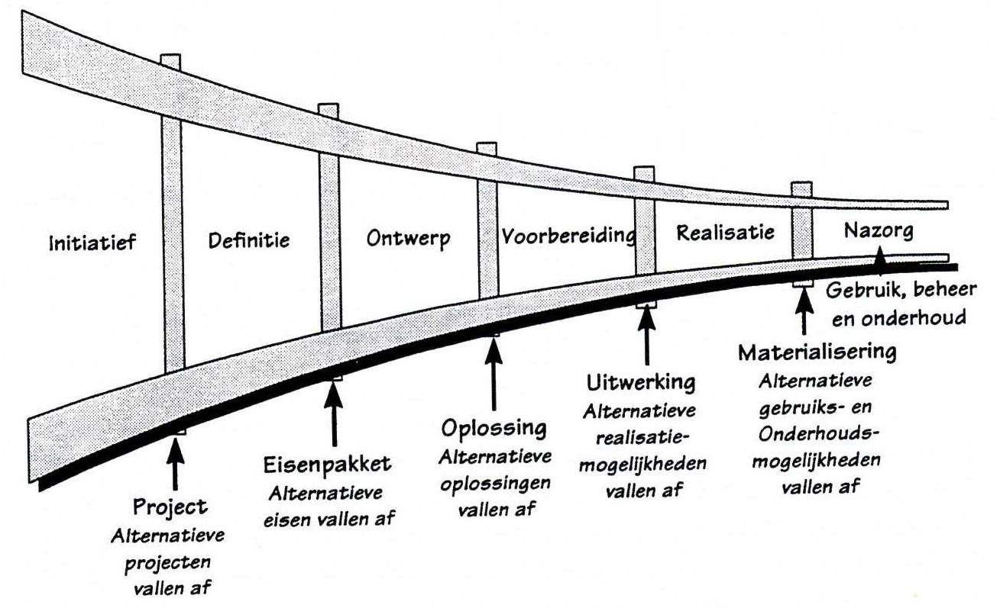 Initiatief
Definitie
Ontwerp
Voorbereiding
Realisatie
Nazorg
Gebruik, beheer
en onderhoud
Project
Alternatieve
projecten
vallen af
Eisenpakket
Alternatieve
eisen vallen af
Oplossing
Alternatieve
oplossingen
vallen af
Uitwerking
Alternatieve
realisatie-
mogelijkheden
vallen af
Materialisering
Alternatieve
gebruiks- en
Onderhouds-
mogelijkheden
vallen af